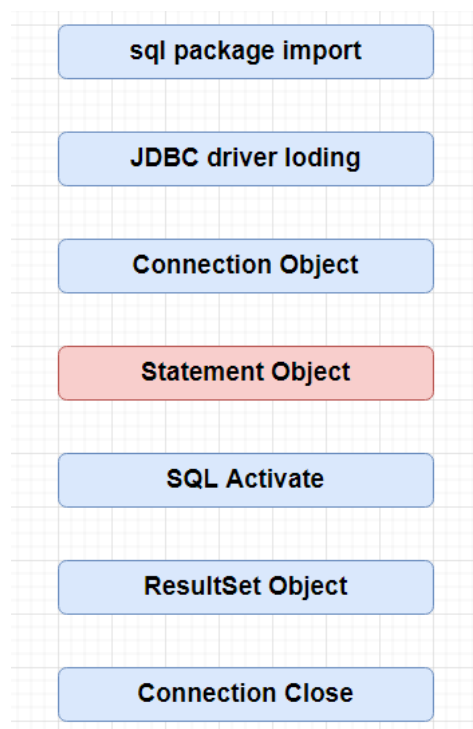 sql package import
JDBC driver loding
Connection Object
Statement Object
SQL Activate
ResultSet Object
Connection Close